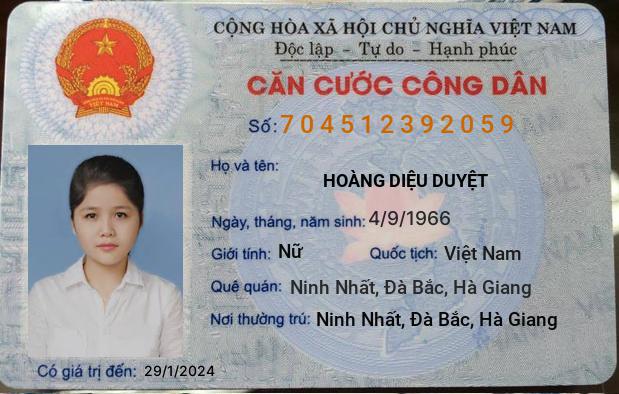 CỘNG HÒA XÃ HỘI CHỦ NGHĨA VIỆT NAM
Độc lập - Tự do - Hạnh phúc
CĂN CƯỚC CÔNG DÂN
Số: 704512392059
Họ và tên:
HOÀNG DIỆU DUYỆT
Ngày, tháng, năm sinh: 4/9/1966
Giới tính: Nữ Quốc tịch: Việt Nam
Quê quán: Ninh Nhất, Đà Bắc, Hà Giang
Nơi thường trú: Ninh Nhất, Đà Bắc, Hà Giang
Có giá trị đến: 29/1/2024
VIỆT NAM